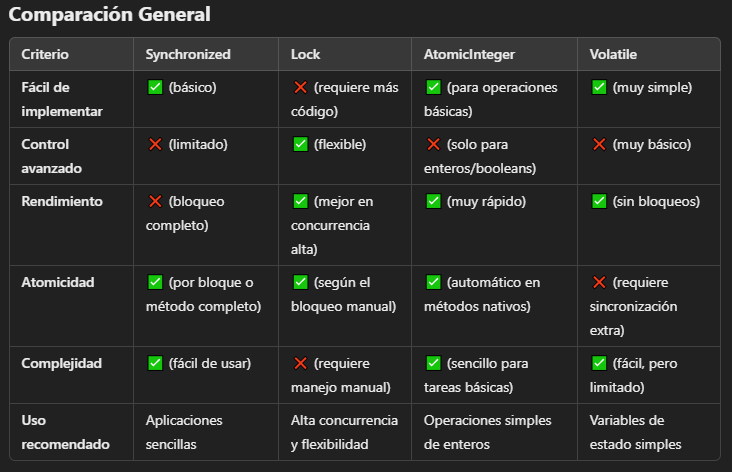 Comparación General
Criterio Synchronized Lock AtomicInteger Volatile
Fácil de implementar ✅ (básico) ❌ (requiere más código) ✅ (para operaciones básicas) ✅ (muy simple)
Control avanzado ❌ (limitado) ✅ (flexible) ❌ (solo para enteros/booleans) ❌ (muy básico)
Rendimiento ❌ (bloqueo completo) ✅ (mejor en concurrencia alta) ✅ (muy rápido) ✅ (sin bloqueos)
Atomicidad ✅ (por bloque o método completo) ✅ (según el bloqueo manual) ✅ (automático en métodos nativos) ❌ (requiere sincronización extra)
Complejidad ✅ (fácil de usar) ❌ (requiere manejo manual) ✅ (sencillo para tareas básicas) ✅ (fácil, pero limitado)
Uso recomendado Aplicaciones sencillas Alta concurrencia y flexibilidad Operaciones simples de enteros Variables de estado simples